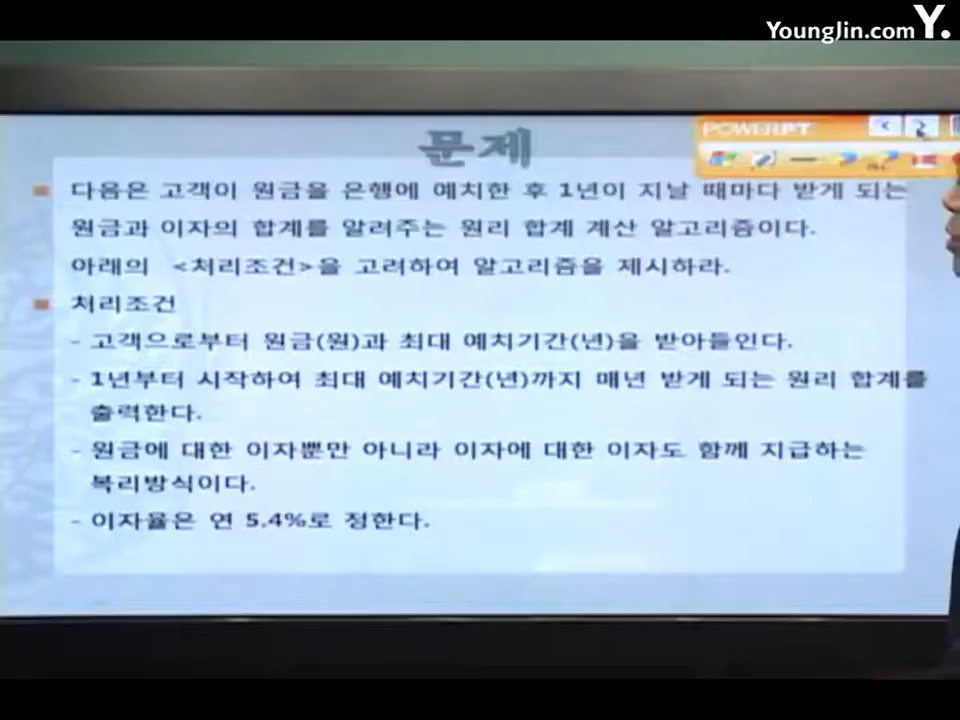 YoungJin.com Y.
문제
POWERPT
다음은 고객이 원금을 은행에 예치한 후 1년이 지날 때마다 받게 되는
원금과 이자의 합계를 알려주는 원리 합계 계산 알고리즘이다.
아래의 <처리조건>을 고려하여 알고리즘을 제시하라.
처리조건
- 고객으로부터 원금(원)과 최대 예치기간(년)을 받아들인다.
- 1년부터 시작하여 최대 예치기간(년)까지 매년 받게 되는 원리 합계를
출력한다.
- 원금에 대한 이자뿐만 아니라 이자에 대한 이자도 함께 지급하는
복리방식이다.
- 이자율은 연 5.4%로 정한다.